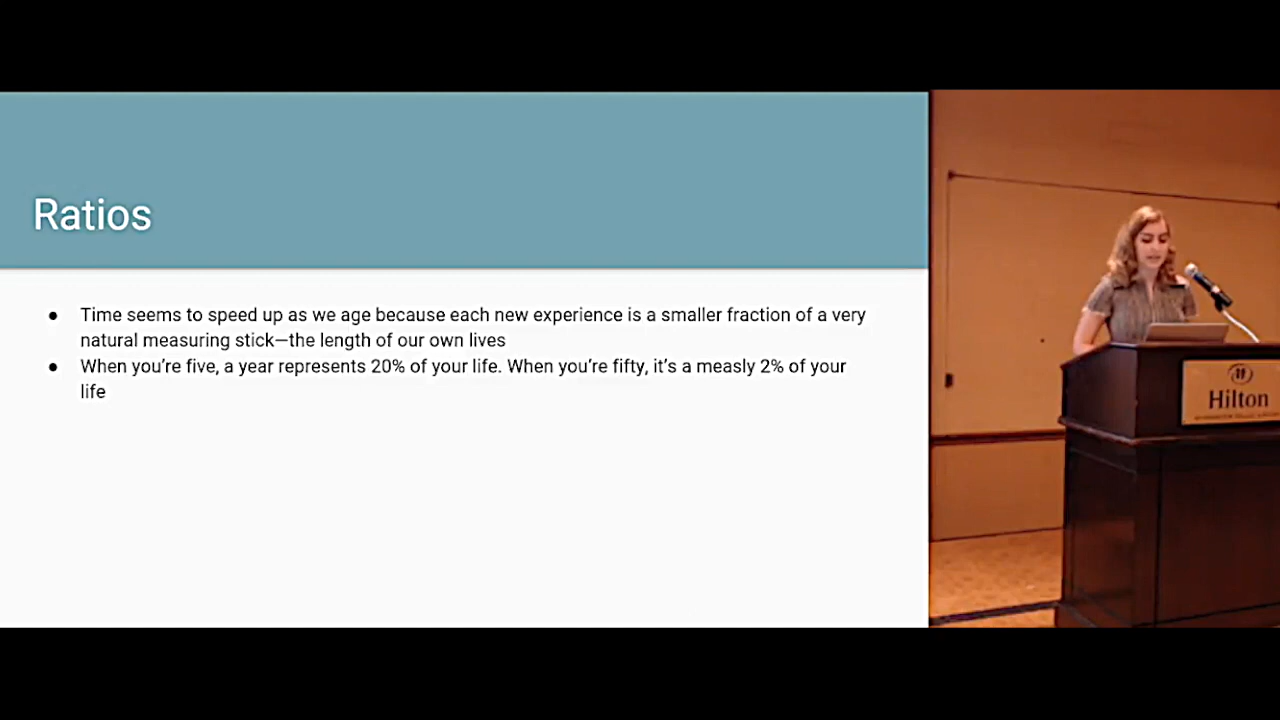 Ratios
● Time seems to speed up as we age because each new experience is a smaller fraction of a very
natural measuring stick—the length of our own lives
● When you’re five, a year represents 20% of your life. When you’re fifty, it’s a measly 2% of your
life
Hilton